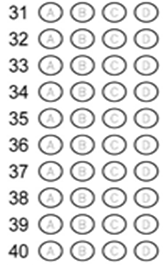 31 A B C D
32 A B C D
33 A B C D
34 A B C D
35 A B C D
36 A B C D
37 A B C D
38 A B C D
39 A B C D
40 A B C D